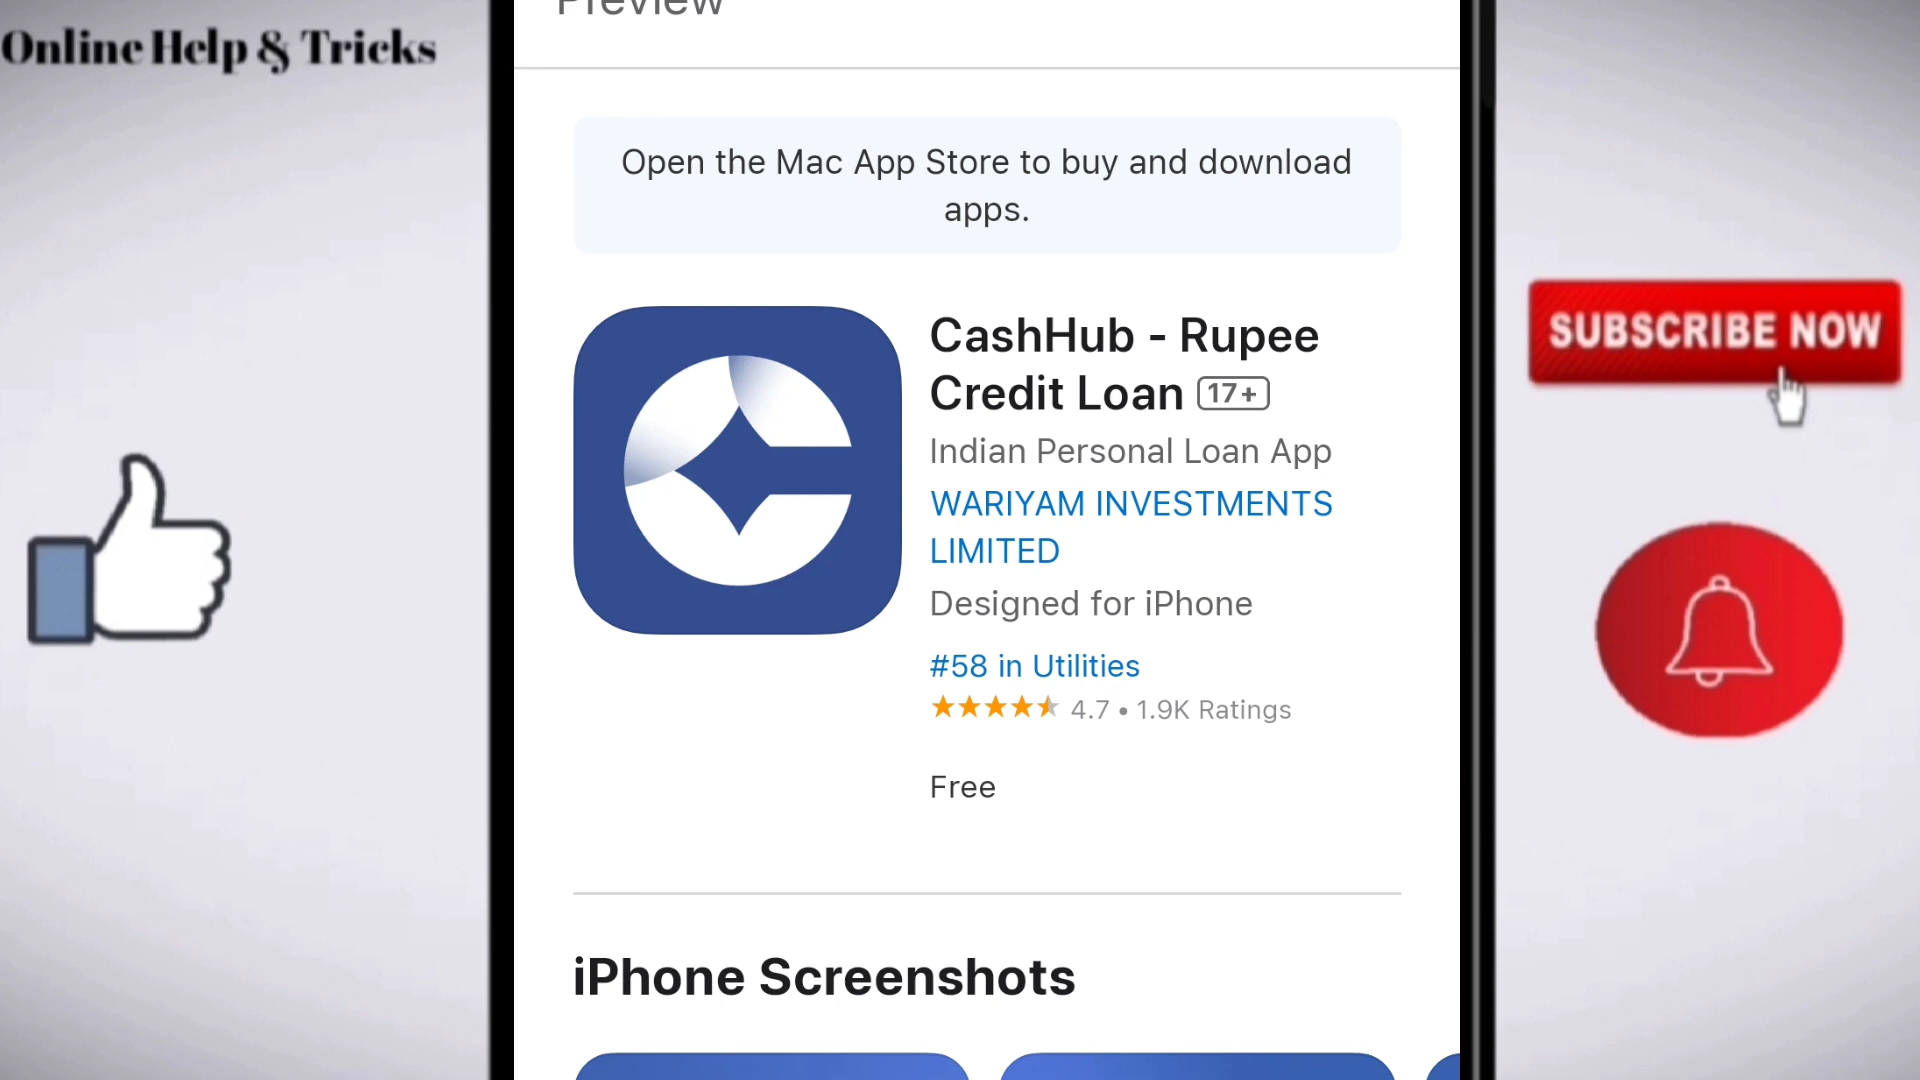 Online Help & Tricks
Preview
Open the Mac App Store to buy and download
apps.
CashHub - Rupee
Credit Loan 17+
Indian Personal Loan App
WARIYAM INVESTMENTS
LIMITED
Designed for iPhone
#58 in Utilities
4.7 • 1.9K Ratings
Free
iPhone Screenshots
SUBSCRIBE NOW